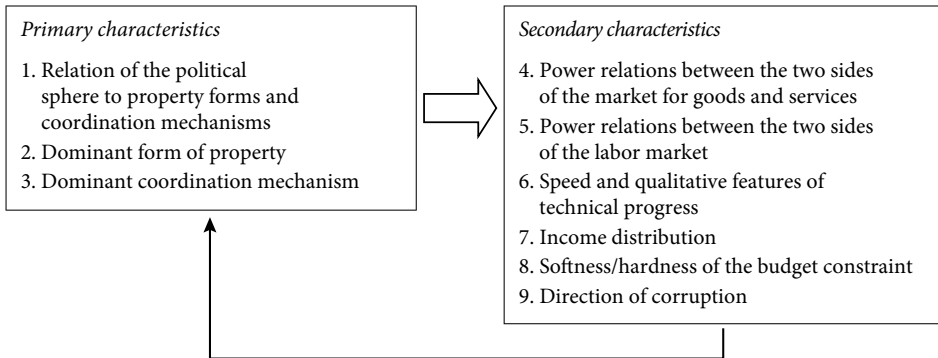 Primary characteristics
1. Relation of the political
sphere to property forms and
coordination mechanisms
2. Dominant form of property
3. Dominant coordination mechanism
Secondary characteristics
4. Power relations between the two sides
of the market for goods and services
5. Power relations between the two sides
of the labor market
6. Speed and qualitative features of
technical progress
7. Income distribution
8. Softness/hardness of the budget constraint
9. Direction of corruption